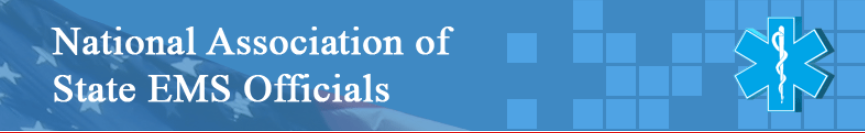 National Association of
State EMS Officials